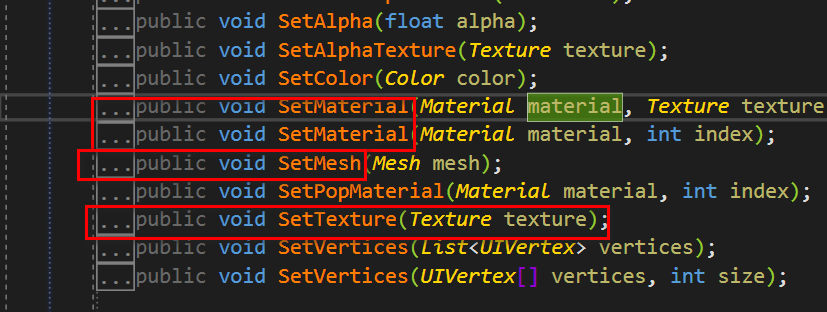 ...public void SetAlpha(float alpha);
...public void SetAlphaTexture(Texture texture);
...public void SetColor(Color color);
...public void SetMaterial(Material material, Texture texture
...public void SetMaterial(Material material, int index);
...public void SetMesh(Mesh mesh);
...public void SetPopMaterial(Material material, int index);
...public void SetTexture(Texture texture);
...public void SetVertices(List<UIVertex> vertices);
...public void SetVertices(UIVertex[] vertices, int size);